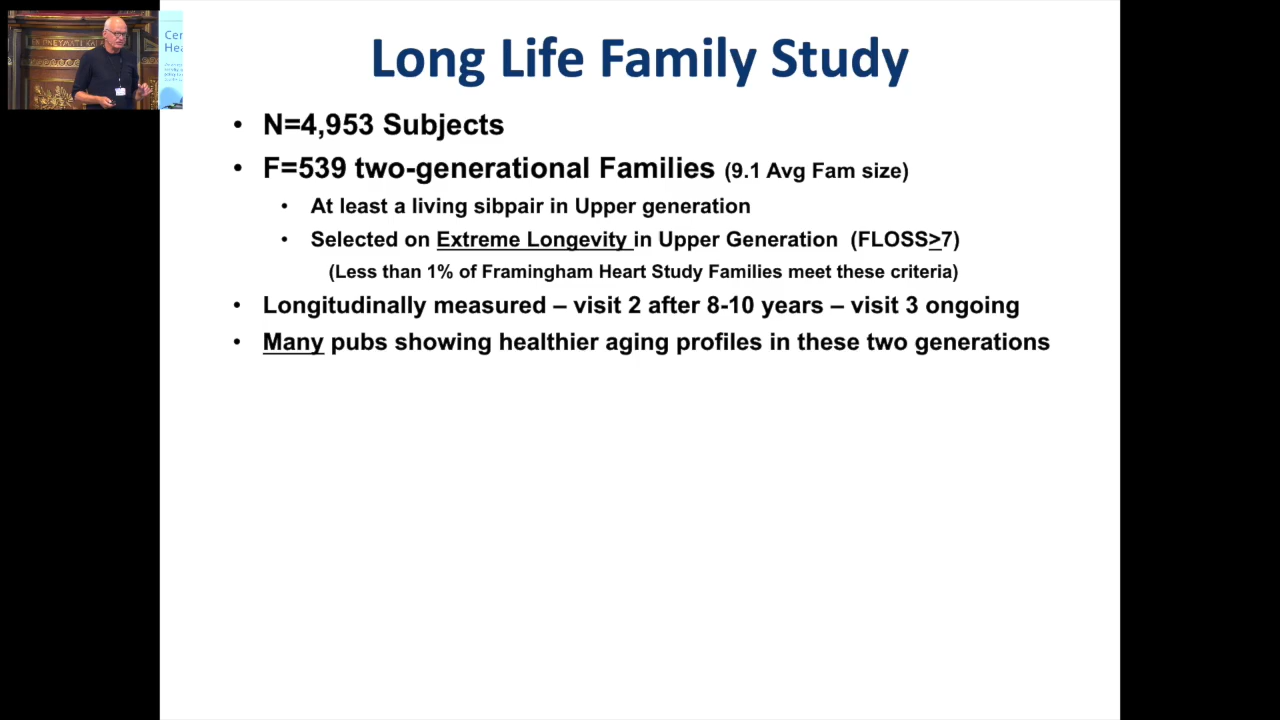 Long Life Family Study
• N=4,953 Subjects
• F=539 two-generational Families (9.1 Avg Fam size)
• At least a living sibpair in Upper generation
• Selected on Extreme Longevity in Upper Generation (FLOSS≥7)
(Less than 1% of Framingham Heart Study Families meet these criteria)
• Longitudinally measured – visit 2 after 8-10 years – visit 3 ongoing
• Many pubs showing healthier aging profiles in these two generations
Cen
Hea